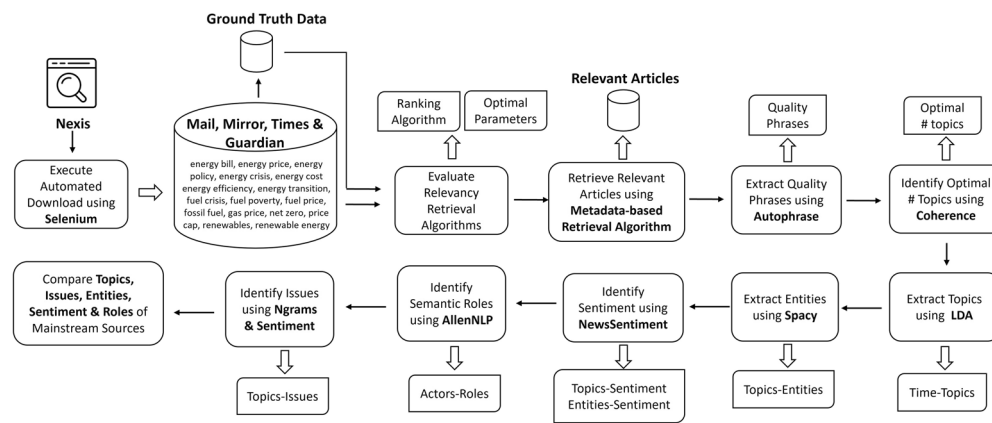 Ground Truth Data
Nexis
Execute
Automated
Download using
Selenium
Mail, Mirror, Times &
Guardian
energy bill, energy price, energy
policy, energy crisis, energy cost
energy efficiency, energy transition,
fuel crisis, fuel poverty, fuel price,
fossil fuel, gas price, net zero, price
cap, renewables, renewable energy
Ranking
Algorithm
Optimal
Parameters
Evaluate
Relevancy
Retrieval
Algorithms
Relevant Articles
Retrieve Relevant
Articles using
Metadata-based
Retrieval Algorithm
Quality
Phrases
Extract Quality
Phrases using
Autophrase
Optimal
# topics
Identify Optimal
# Topics using
Coherence
Extract Topics
using LDA
Time-Topics
Extract Entities
using Spacy
Topics-Entities
Identify
Sentiment using
NewsSentiment
Topics-Sentiment
Entities-Sentiment
Identify
Semantic Roles
using AllenNLP
Actors-Roles
Identify Issues
using Ngrams
& Sentiment
Topics-Issues
Compare Topics,
Issues, Entities,
Sentiment & Roles of
Mainstream Sources